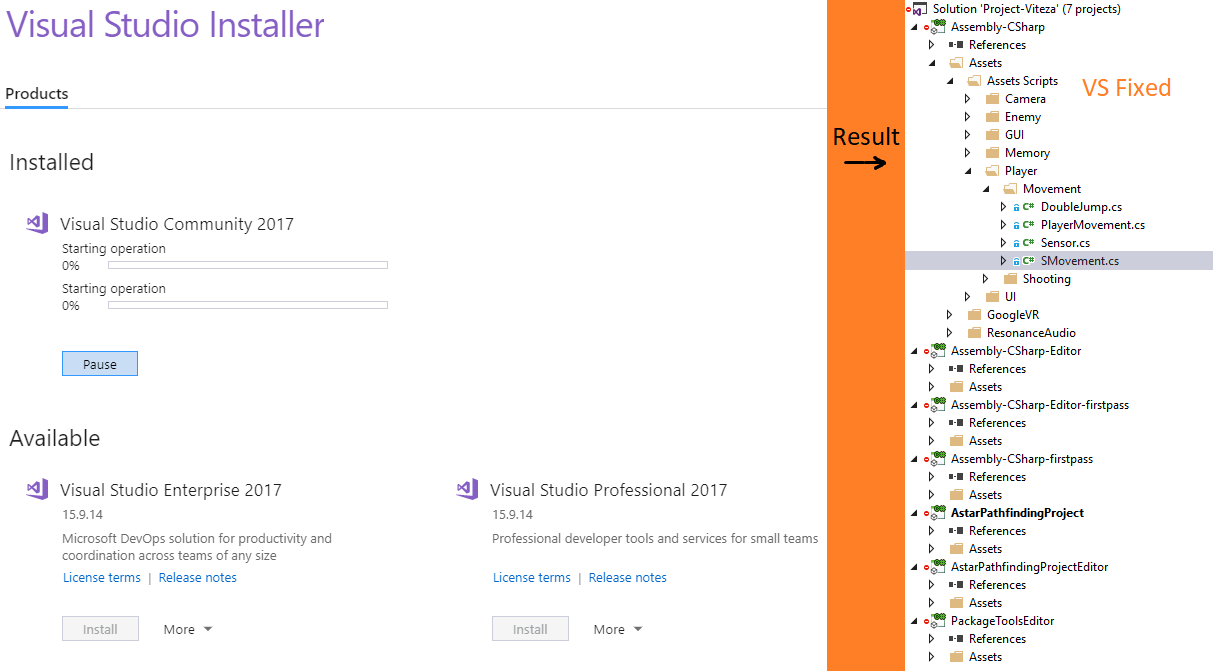 Visual Studio Installer
Products
Installed
Visual Studio Community 2017
Starting operation
0%
Starting operation
0%
Pause
Available
Visual Studio Enterprise 2017
15.9.14
Microsoft DevOps solution for productivity and
coordination across teams of any size
License terms | Release notes
Install More
Visual Studio Professional 2017
15.9.14
Professional developer tools and services for small teams
License terms | Release notes
Install More
Result
Solution 'Project-Viteza' (7 projects)
Assembly-CSharp
References
Assets
Assets Scripts
VS Fixed
Camera
Enemy
GUI
Memory
Player
Movement
C# DoubleJump.cs
C# PlayerMovement.cs
C# Sensor.cs
C# SMovement.cs
Shooting
UI
GoogleVR
ResonanceAudio
Assembly-CSharp-Editor
References
Assets
Assembly-CSharp-Editor-firstpass
References
Assets
Assembly-CSharp-firstpass
References
Assets
AstarPathfindingProject
References
Assets
AstarPathfindingProjectEditor
References
Assets
PackageToolsEditor
References
Assets